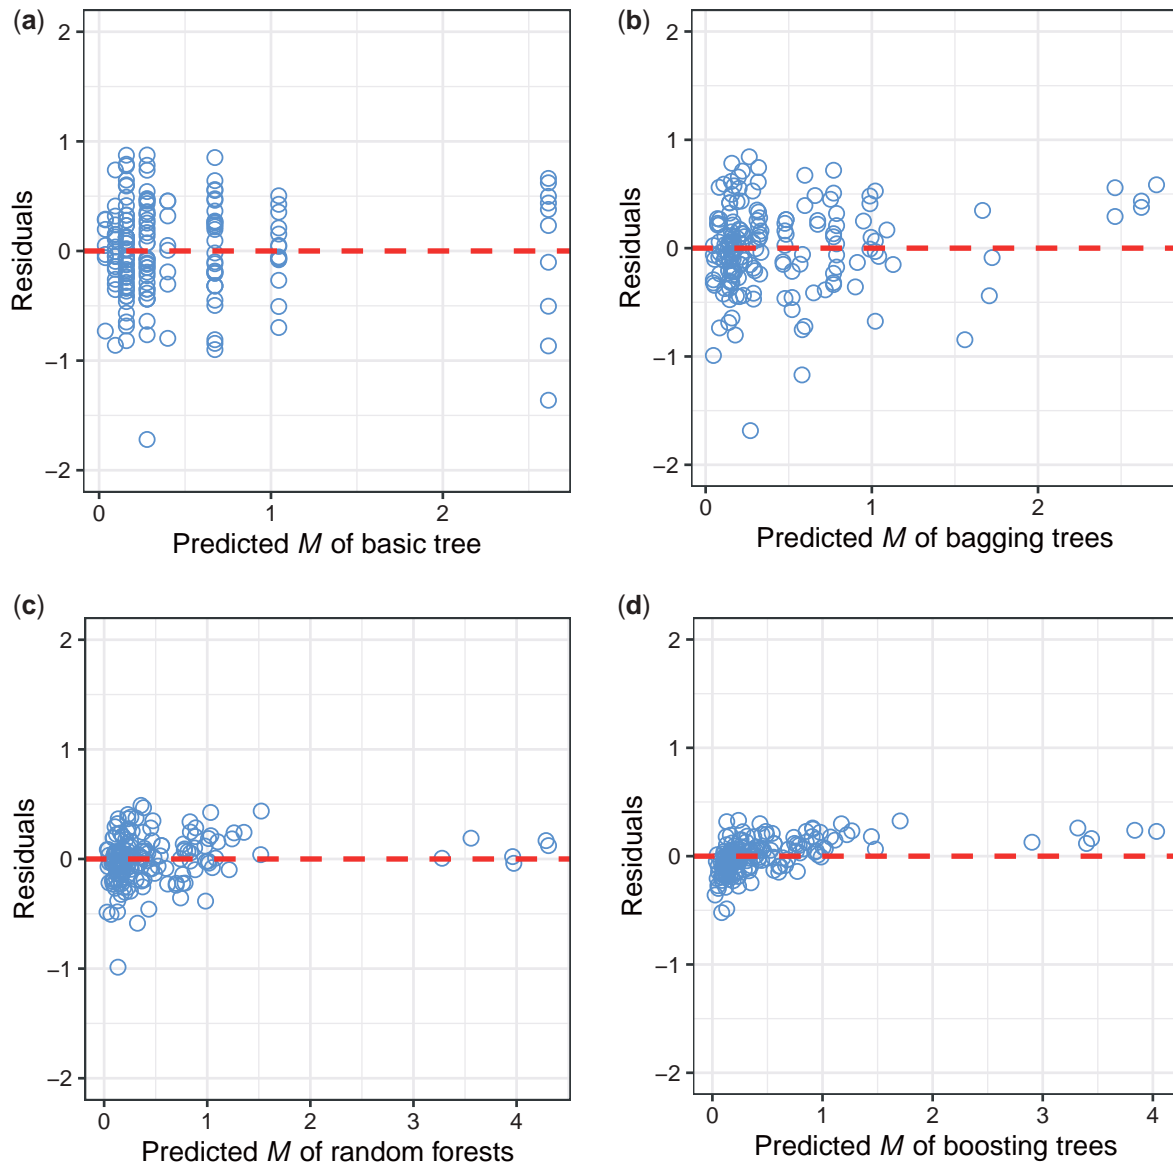 (a)
2
1
0
−1
−2
Residuals
0 1 2
Predicted M of basic tree
(b)
2
1
0
−1
−2
Residuals
0 1 2
Predicted M of bagging trees
(c)
2
1
0
−1
−2
Residuals
0 1 2 3 4
Predicted M of random forests
(d)
2
1
0
−1
−2
Residuals
0 1 2 3 4
Predicted M of boosting trees